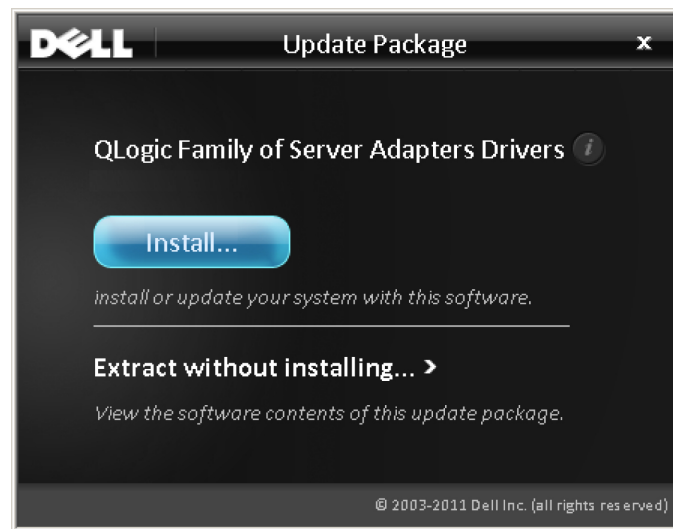 DELL
Update Package
x
QLogic Family of Server Adapters Drivers i
Install...
install or update your system with this software.
Extract without installing... >
View the software contents of this update package.
© 2003-2011 Dell Inc. (all rights reserved)